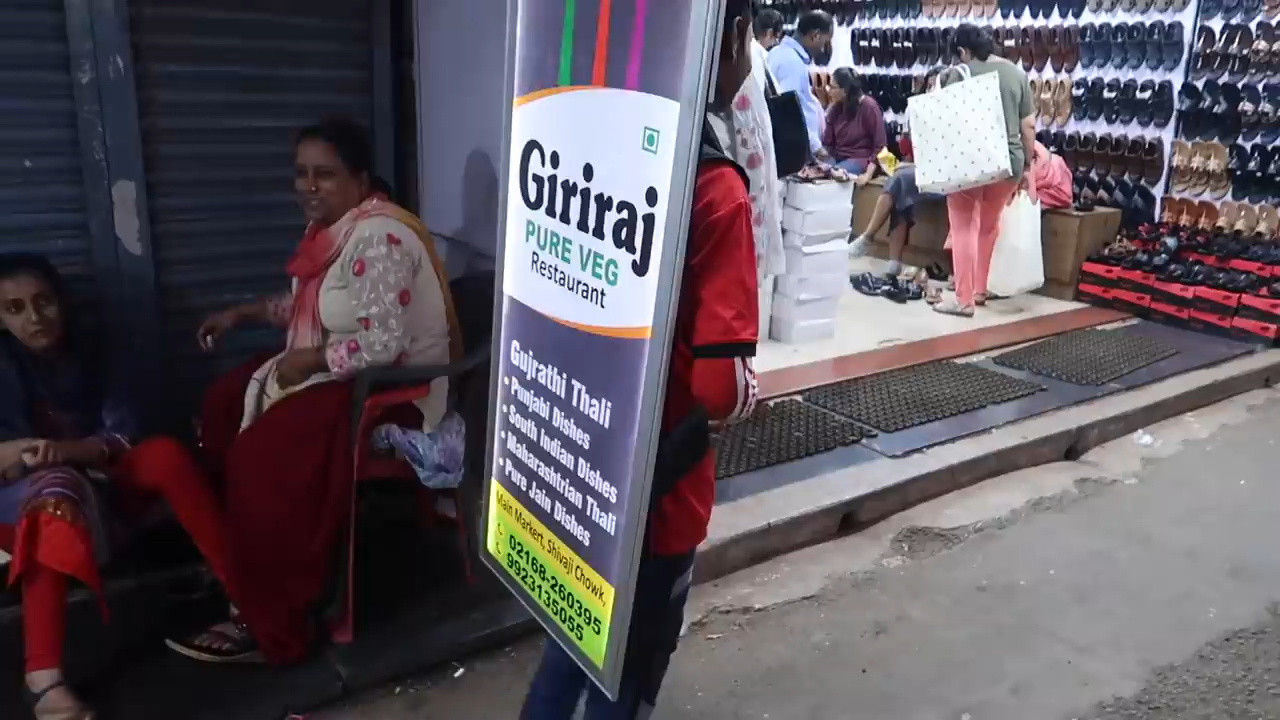 Giriraj
PURE VEG
Restaurant
Gujrathi Thali
• Punjabi Dishes
• South Indian Dishes
• Maharashtrian Thali
• Pure Jain Dishes
Main Markert, Shivaji Chowk,
02168-260395
9923135055